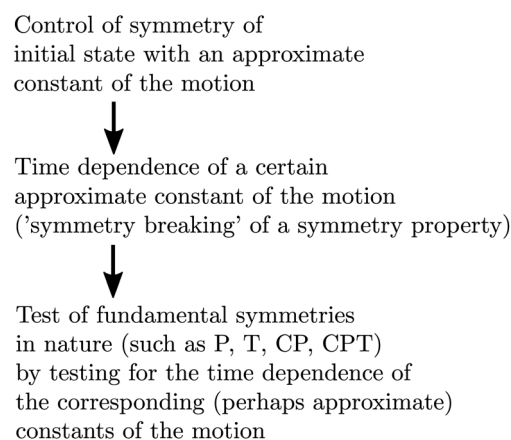 Control of symmetry of
initial state with an approximate
constant of the motion
Time dependence of a certain
approximate constant of the motion
('symmetry breaking' of a symmetry property)
Test of fundamental symmetries
in nature (such as P, T, CP, CPT)
by testing for the time dependence of
the corresponding (perhaps approximate)
constants of the motion